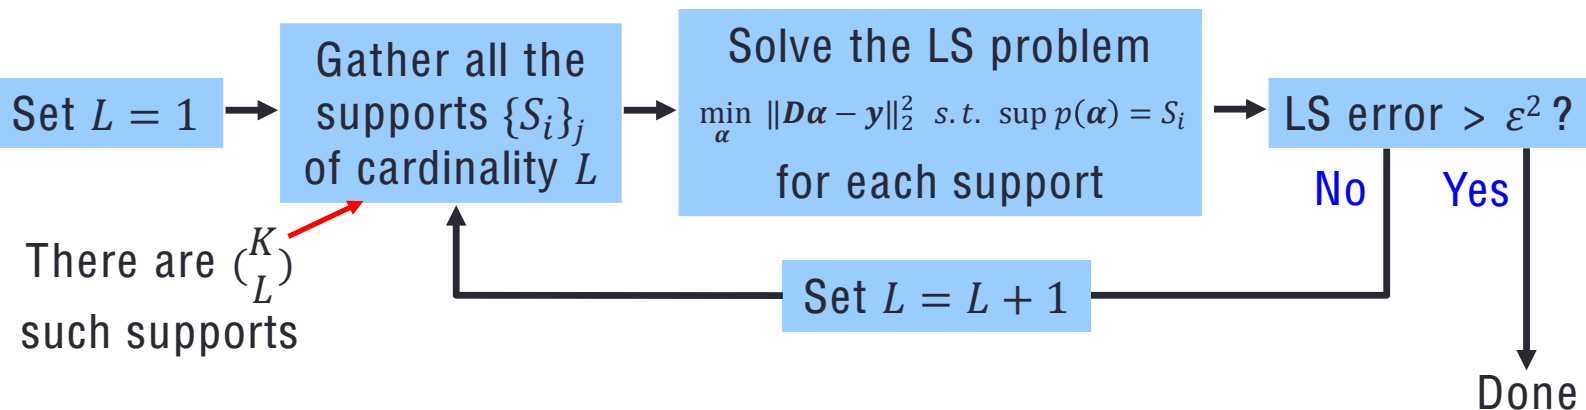 Set L = 1
Gather all the
supports {S_i}_j
of cardinality L
Solve the LS problem
min_α ‖Dα − y‖₂² s.t. sup p(α) = S_i
for each support
LS error > ε² ?
No
Yes
There are (K L)
such supports
Set L = L + 1
Done